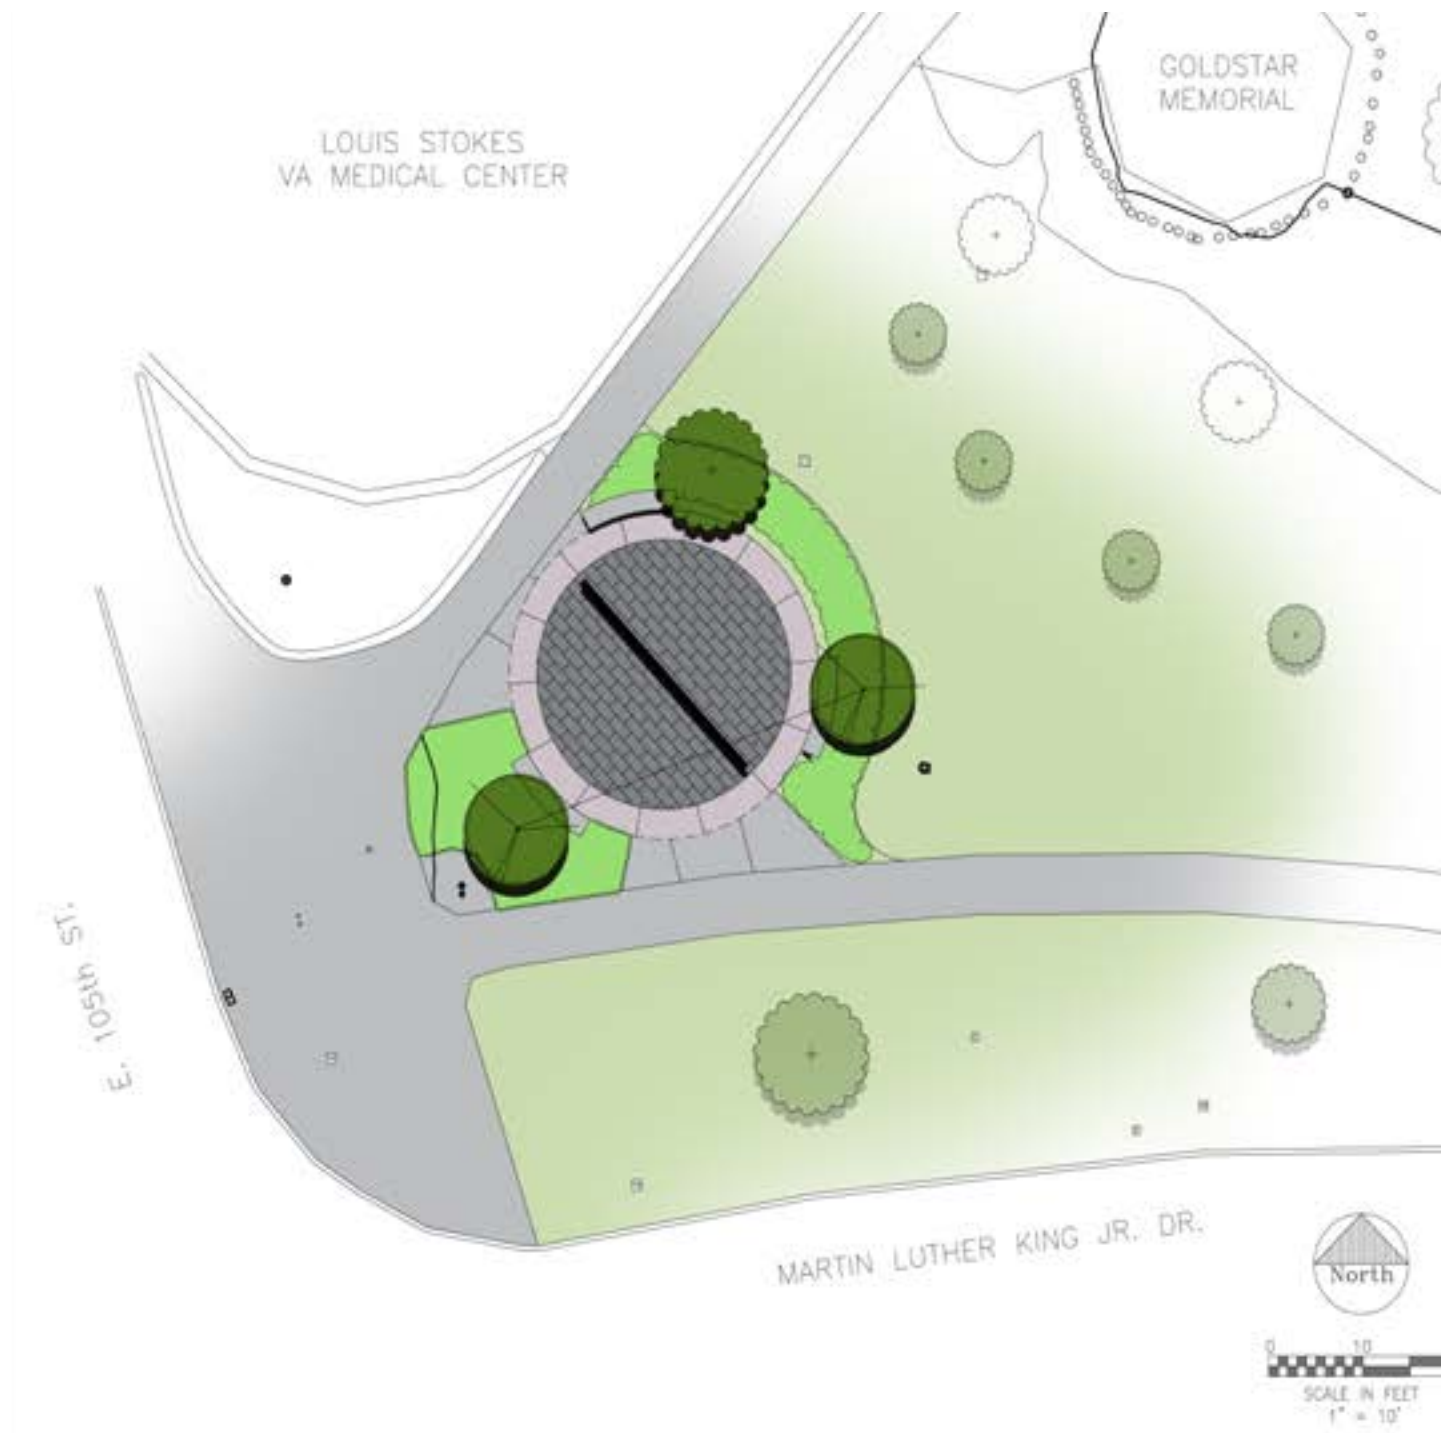 GOLDSTAR
MEMORIAL
LOUIS STOKES
VA MEDICAL CENTER
E. 105th ST.
MARTIN LUTHER KING JR. DR.
North
0 10
SCALE IN FEET
1" = 10'